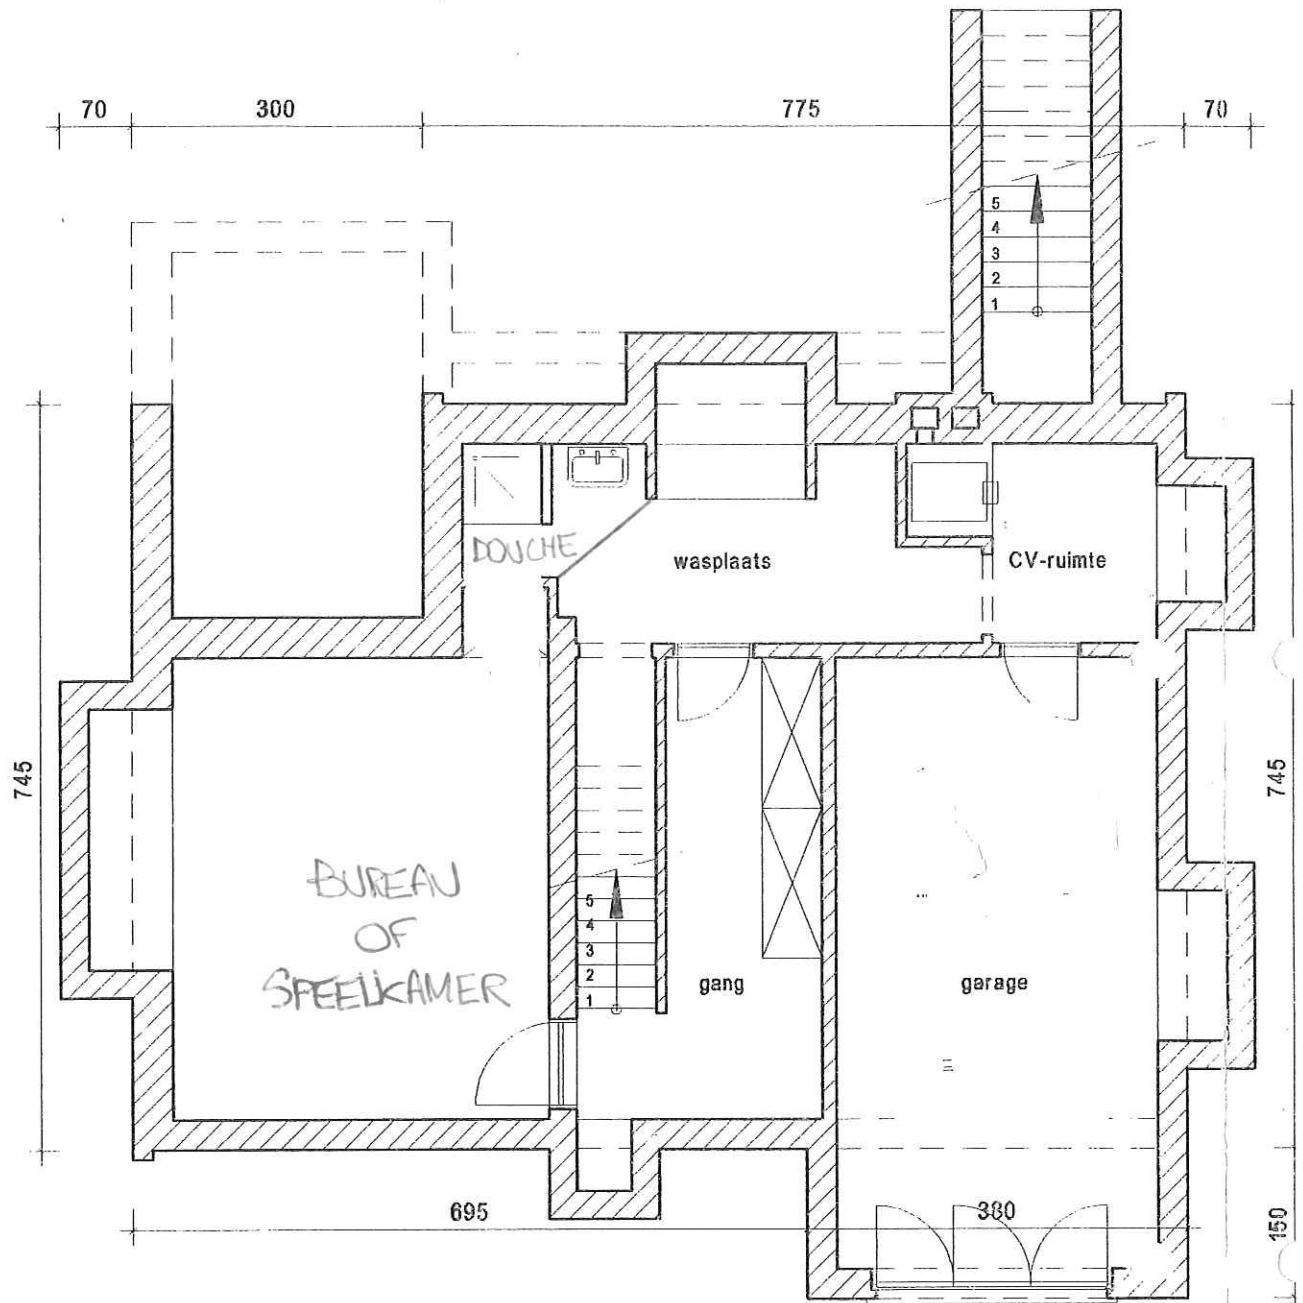 70 300 775 70
5
4
3
2
1
DOUCHE
wasplaats
CV-ruimte
745
745
BUREAU
OF
SPEELKAMER
5
4
3
2
1
gang
garage
695
380
150